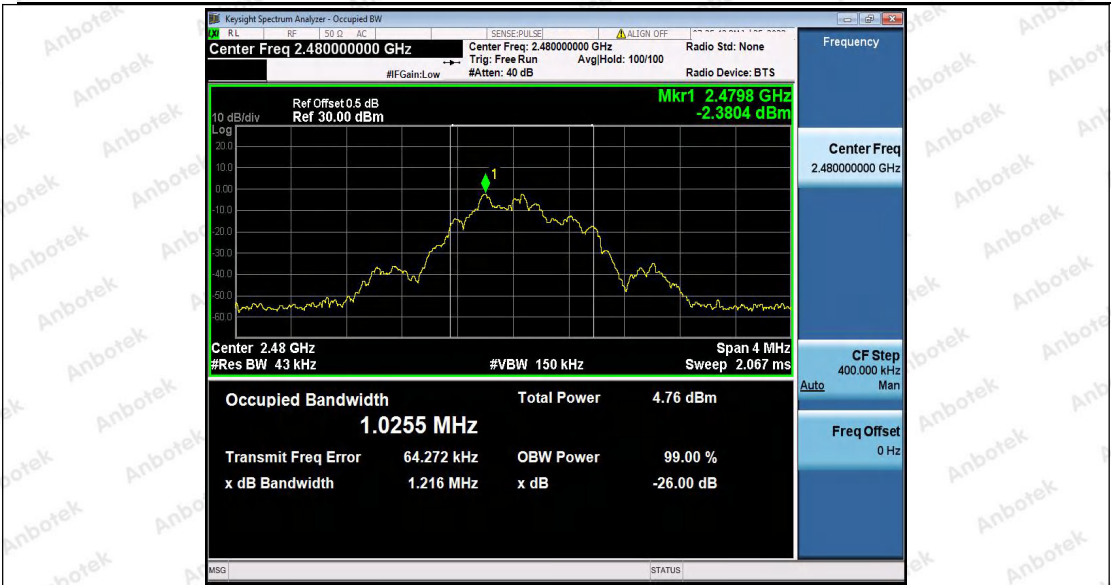 Keysight Spectrum Analyzer - Occupied BW
RL RF 50 Ω AC SENSE:PULSE ALIGN OFF
Center Freq 2.480000000 GHz
#IFGain:Low
Center Freq: 2.480000000 GHz
Trig: Free Run Avg|Hold: 100/100
#Atten: 40 dB
Radio Std: None
Radio Device: BTS
Ref Offset 0.5 dB
10 dB/div Ref 30.00 dBm
Mkr1 2.4798 GHz
-2.3804 dBm
Log
20.0
10.0
0.00
-10.0
-20.0
-30.0
-40.0
-50.0
-60.0
1
Center 2.48 GHz Span 4 MHz
#Res BW 43 kHz #VBW 150 kHz Sweep 2.067 ms
Occupied Bandwidth Total Power 4.76 dBm
1.0255 MHz
Transmit Freq Error 64.272 kHz OBW Power 99.00 %
x dB Bandwidth 1.216 MHz x dB -26.00 dB
MSG STATUS
Frequency
Center Freq
2.480000000 GHz
CF Step
400.000 kHz
Auto Man
Freq Offset
0 Hz
Anbotek